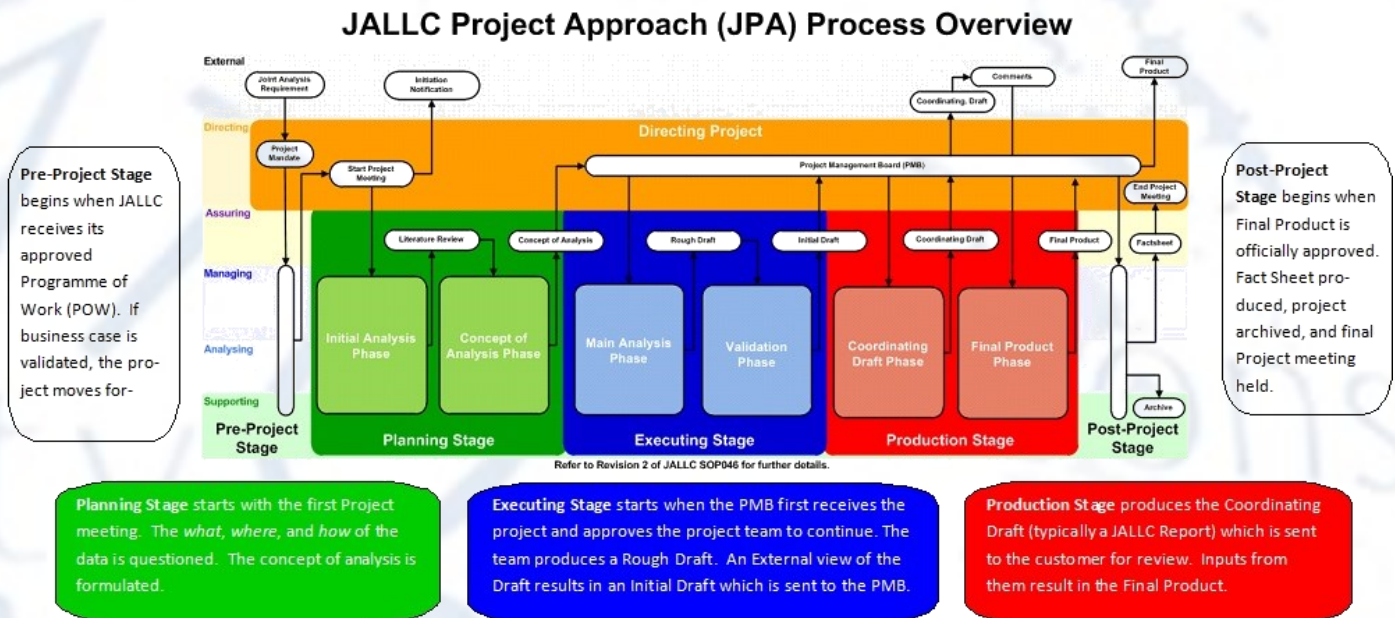 JALLC Project Approach (JPA) Process Overview
External
Joint Analysis
Requirement
Initiation
Notification
Coordinating. Draft
Comments
Final
Product
Directing
Directing Project
Project
Mandate
Start Project
Meeting
Project Management Board (PMB)
End Project
Meeting
Assuring
Literature Review
Concept of Analysis
Rough Draft
Initial Draft
Coordinating Draft
Final Product
Factsheet
Managing
Analysing
Initial Analysis
Phase
Concept of
Analysis Phase
Main Analysis
Phase
Validation
Phase
Coordinating
Draft Phase
Final Product
Phase
Supporting
Archive
Pre-Project
Stage
Planning Stage
Executing Stage
Production Stage
Post-Project
Stage
Refer to Revision 2 of JALLC SOP046 for further details.
Pre-Project Stage
begins when JALLC
receives its
approved
Programme of
Work (POW). If
business case is
validated, the pro-
ject moves for-
Post-Project
Stage begins when
Final Product is
officially approved.
Fact Sheet pro-
duced, project
archived, and final
Project meeting
held.
Planning Stage starts with the first Project
meeting. The what, where, and how of the
data is questioned. The concept of analysis is
formulated.
Executing Stage starts when the PMB first receives the
project and approves the project team to continue. The
team produces a Rough Draft. An External view of the
Draft results in an Initial Draft which is sent to the PMB.
Production Stage produces the Coordinating
Draft (typically a JALLC Report) which is sent
to the customer for review. Inputs from
them result in the Final Product.